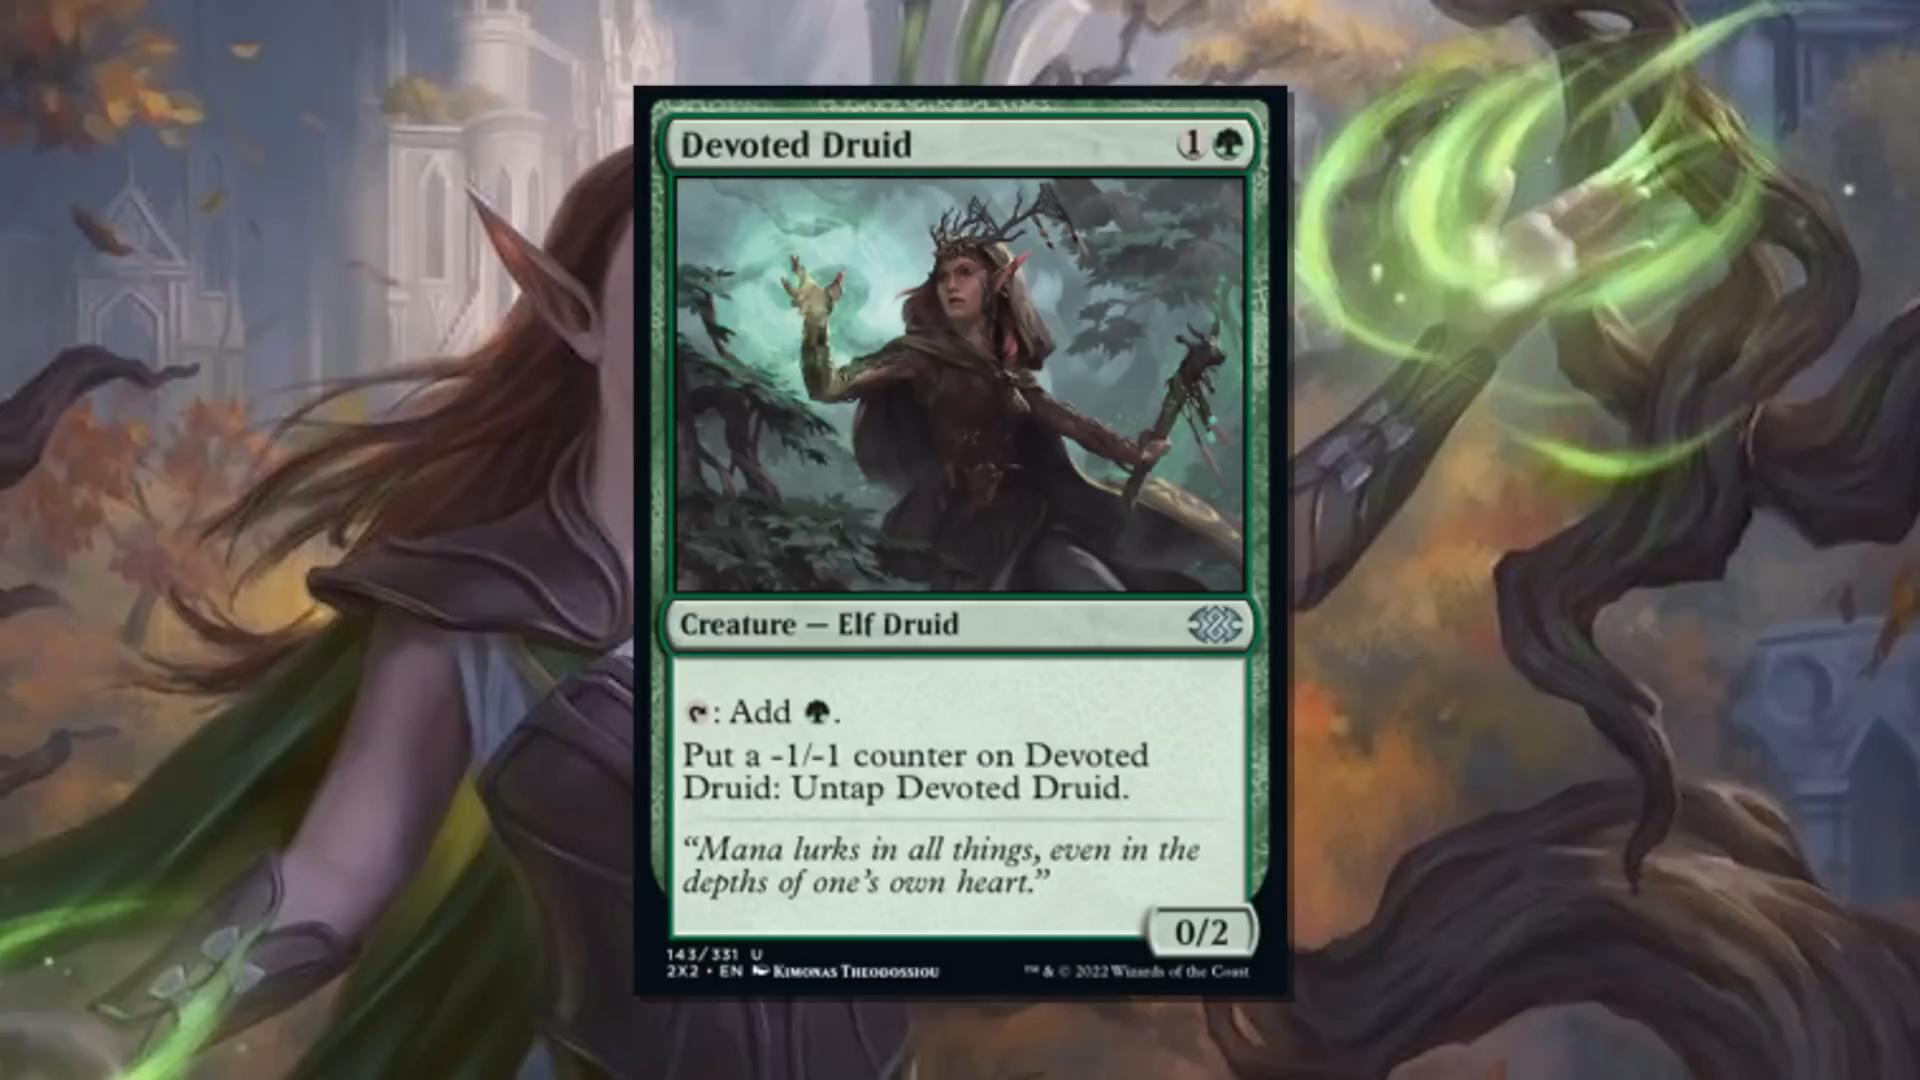 Devoted Druid 1
Creature — Elf Druid
: Add .
Put a -1/-1 counter on Devoted
Druid: Untap Devoted Druid.
“Mana lurks in all things, even in the
depths of one’s own heart.”
0/2
143/331 U
2X2 • EN Kimonas Theodossiou
™ & © 2022 Wizards of the Coast